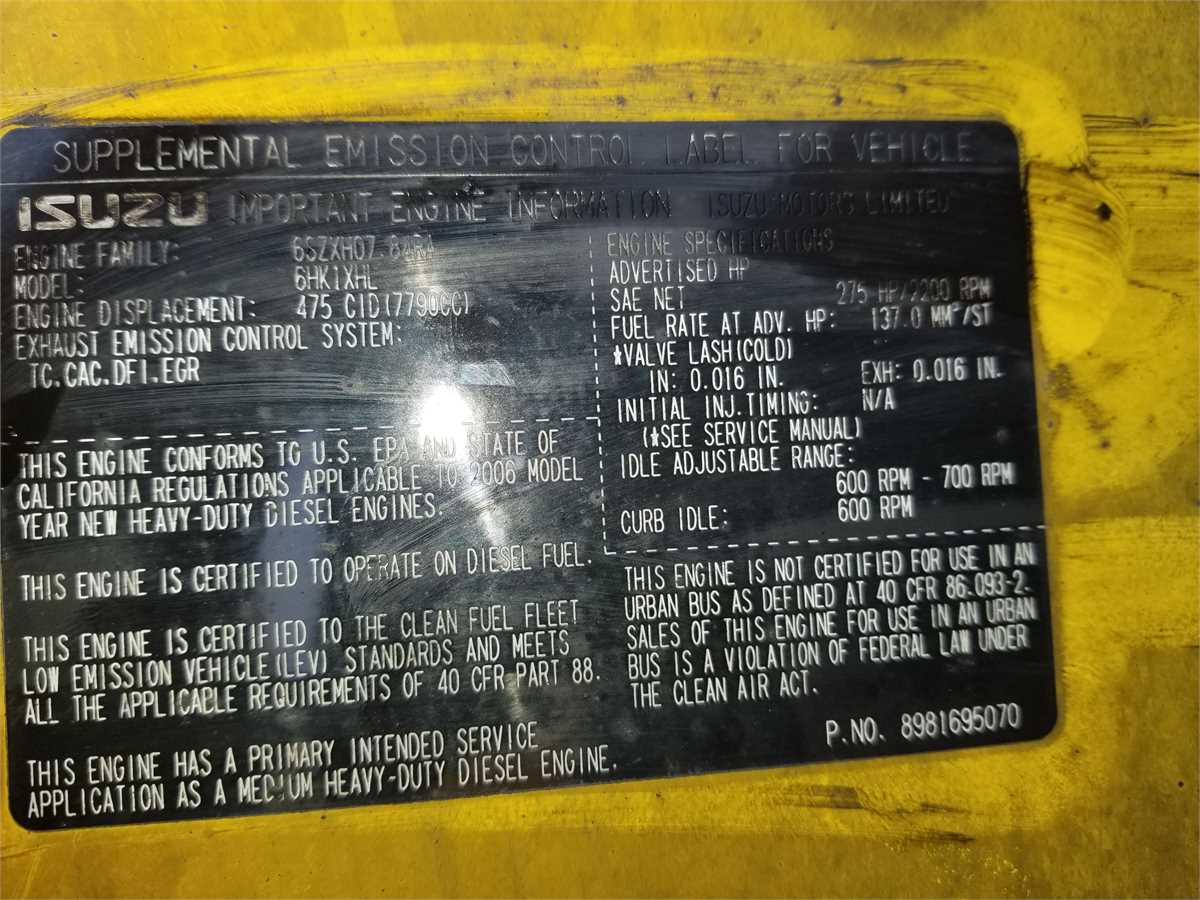 SUPPLEMENTAL EMISSION CONTROL LABEL FOR VEHICLE
ISUZU IMPORTANT ENGINE INFORMATION ISUZU MOTORS LIMITED
ENGINE FAMILY:
MODEL: 6HK1XHL
ENGINE DISPLACEMENT: 475 CID(7790CC)
EXHAUST EMISSION CONTROL SYSTEM:
TC.CAC.DFI.EGR
THIS ENGINE CONFORMS TO U.S. EPA AND STATE OF
CALIFORNIA REGULATIONS APPLICABLE TO 2006 MODEL
YEAR NEW HEAVY-DUTY DIESEL ENGINES.
THIS ENGINE IS CERTIFIED TO OPERATE ON DIESEL FUEL.
THIS ENGINE IS CERTIFIED TO THE CLEAN FUEL FLEET
LOW EMISSION VEHICLE(LEV) STANDARDS AND MEETS
ALL THE APPLICABLE REQUIREMENTS OF 40 CFR PART 88.
THIS ENGINE HAS A PRIMARY INTENDED SERVICE
APPLICATION AS A MEDIUM HEAVY-DUTY DIESEL ENGINE.
ENGINE SPECIFICATIONS
ADVERTISED HP
SAE NET 275 HP/2200 RPM
FUEL RATE AT ADV. HP: 137.0 MM³/ST
*VALVE LASH(COLD)
IN: 0.016 IN. EXH: 0.016 IN.
INITIAL INJ.TIMING: N/A
(*SEE SERVICE MANUAL)
IDLE ADJUSTABLE RANGE:
600 RPM - 700 RPM
CURB IDLE: 600 RPM
THIS ENGINE IS NOT CERTIFIED FOR USE IN AN
URBAN BUS AS DEFINED AT 40 CFR 86.093-2.
SALES OF THIS ENGINE FOR USE IN AN URBAN
BUS IS A VIOLATION OF FEDERAL LAW UNDER
THE CLEAN AIR ACT.
P.NO. 8981695070